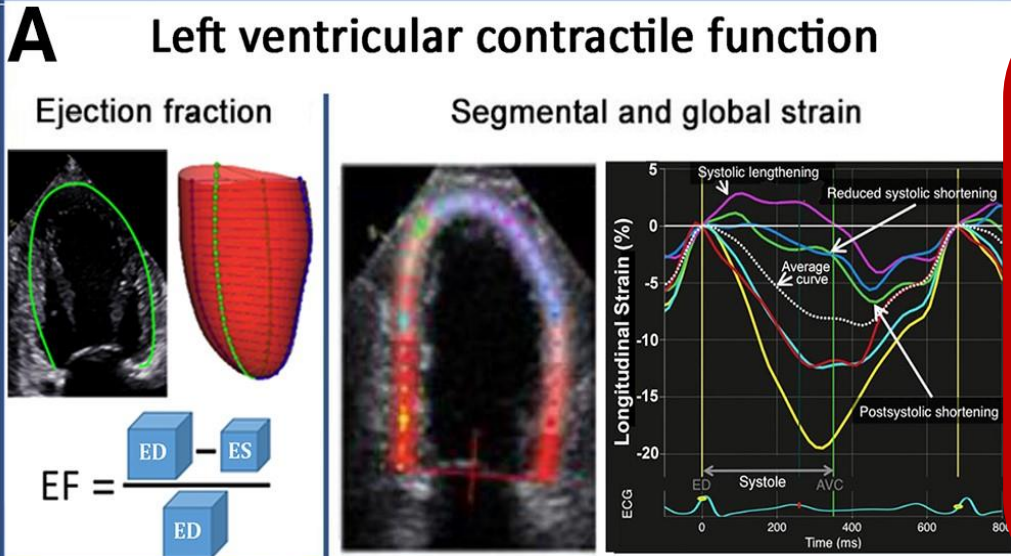 A
Left ventricular contractile function
Ejection fraction
Segmental and global strain
EF =
ED
–
ES
ED
Longitudinal Strain (%)
5
0
-5
-10
-15
-20
Systolic lengthening
Reduced systolic shortening
Average
curve
Postsystolic shortening
ED
Systole
AVC
ECG
0
200
400
600
800
Time (ms)